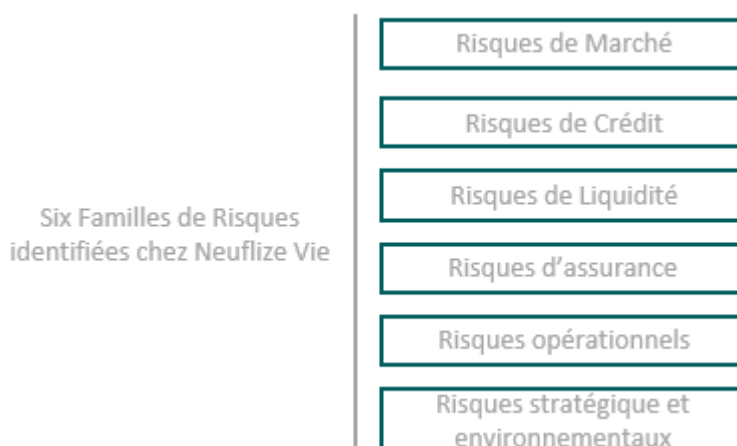 Six Familles de Risques
identifiées chez Neuflize Vie
Risques de Marché
Risques de Crédit
Risques de Liquidité
Risques d'assurance
Risques opérationnels
Risques stratégique et
environnementaux